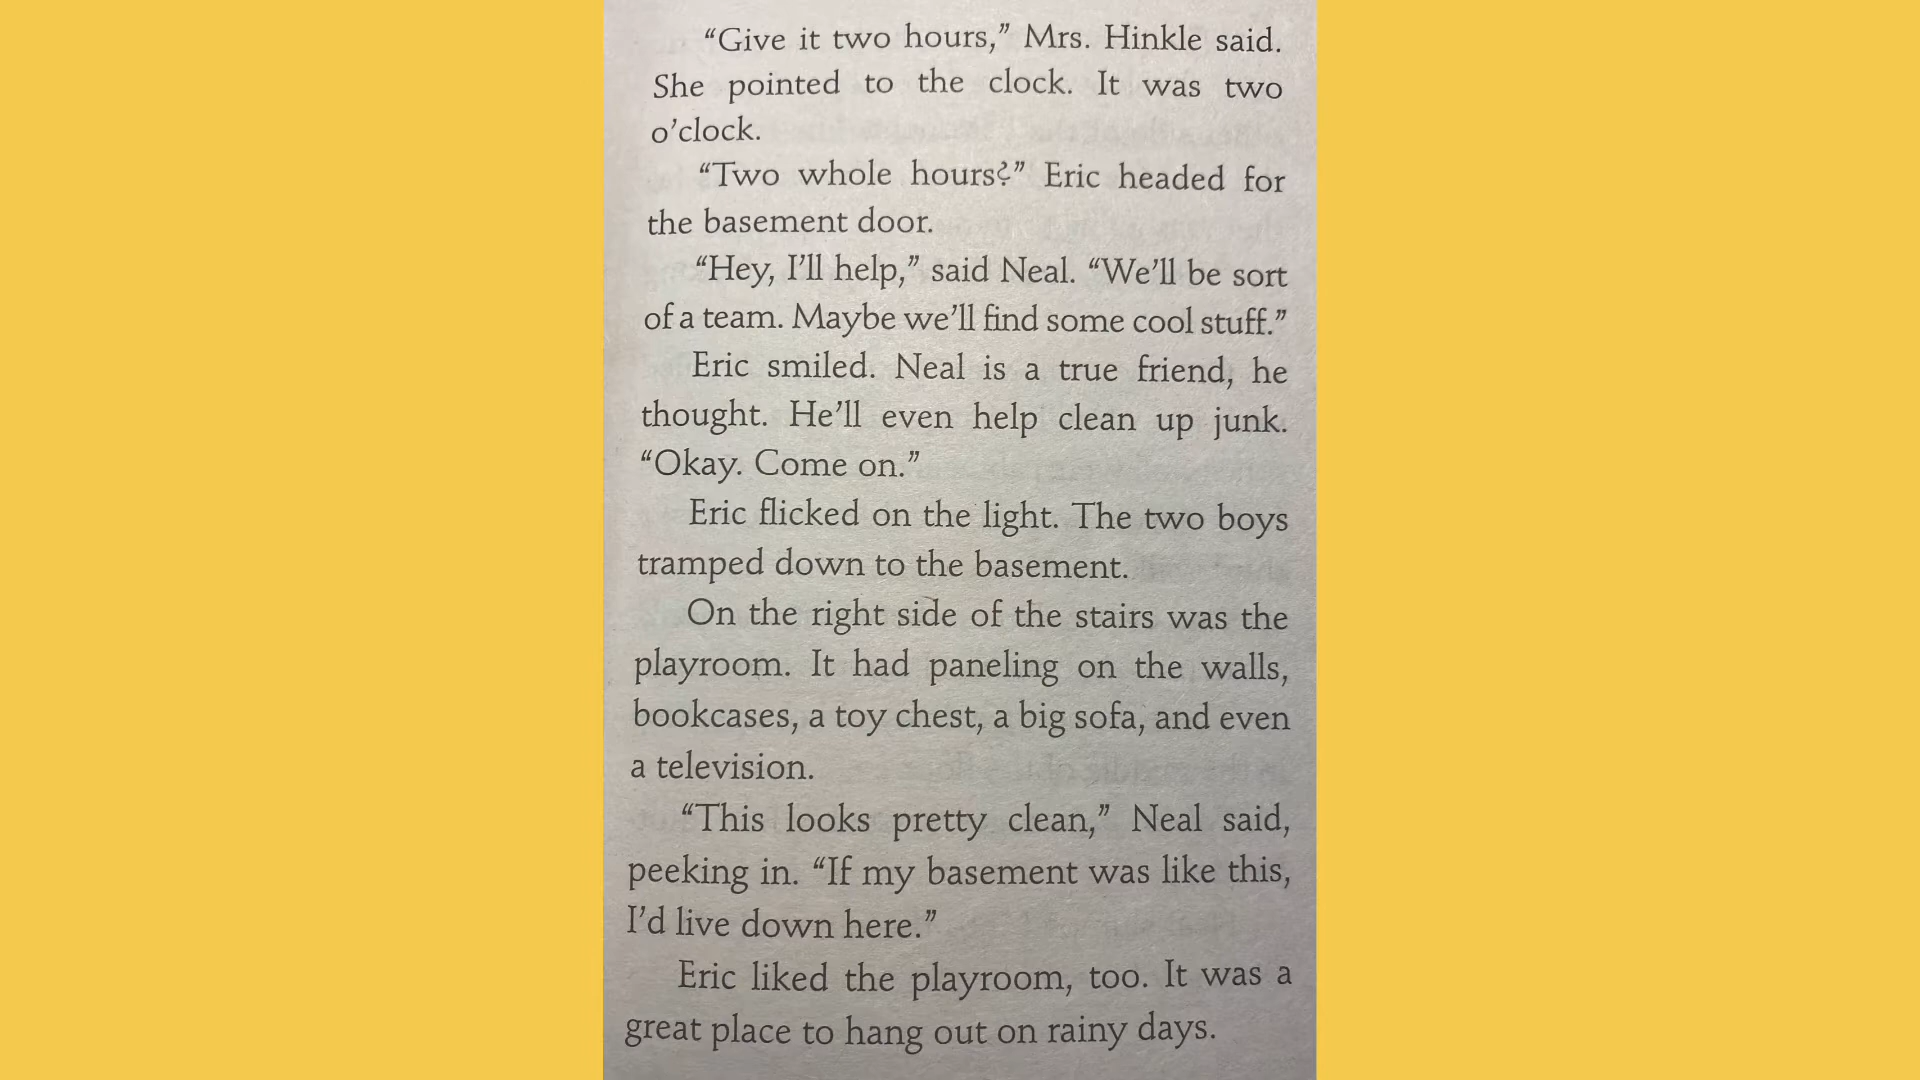 “Give it two hours,” Mrs. Hinkle said.
She pointed to the clock. It was two
o’clock.
“Two whole hours?” Eric headed for
the basement door.
“Hey, I’ll help,” said Neal. “We’ll be sort
of a team. Maybe we’ll find some cool stuff.”
Eric smiled. Neal is a true friend, he
thought. He’ll even help clean up junk.
“Okay. Come on.”
Eric flicked on the light. The two boys
tramped down to the basement.
On the right side of the stairs was the
playroom. It had paneling on the walls,
bookcases, a toy chest, a big sofa, and even
a television.
“This looks pretty clean,” Neal said,
peeking in. “If my basement was like this,
I’d live down here.”
Eric liked the playroom, too. It was a
great place to hang out on rainy days.